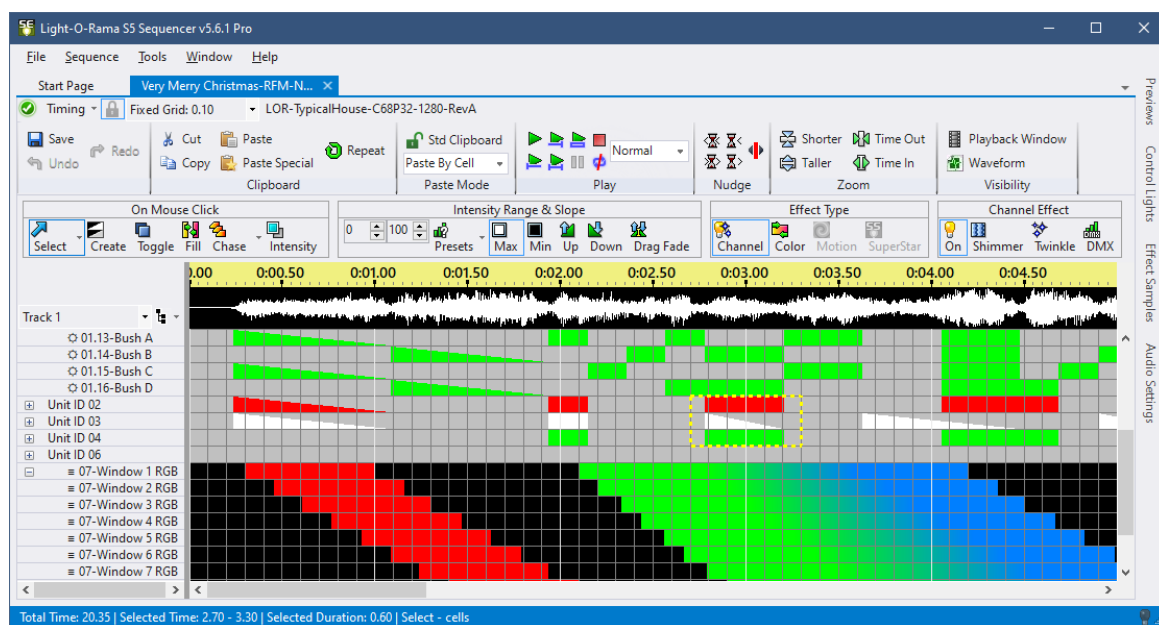 Light-O-Rama S5 Sequencer v5.6.1 Pro
File Sequence Tools Window Help
Start Page Very Merry Christmas-RFM-N...
Timing Fixed Grid: 0.10 LOR-TypicalHouse-C68P32-1280-RevA
Save Redo Cut Paste Repeat Std Clipboard Normal Shorter Time Out Playback Window
Undo Copy Paste Special Paste By Cell Taller Time In Waveform
Clipboard Paste Mode Play Nudge Zoom Visibility
On Mouse Click Intensity Range & Slope Effect Type Channel Effect
0 100
Select Create Toggle Fill Chase Intensity Presets Max Min Up Down Drag Fade Channel Color Motion SuperStar On Shimmer Twinkle DMX
0.00 0:00.50 0:01.00 0:01.50 0:02.00 0:02.50 0:03.00 0:03.50 0:04.00 0:04.50
Track 1
01.13-Bush A
01.14-Bush B
01.15-Bush C
01.16-Bush D
Unit ID 02
Unit ID 03
Unit ID 04
Unit ID 06
07-Window 1 RGB
07-Window 2 RGB
07-Window 3 RGB
07-Window 4 RGB
07-Window 5 RGB
07-Window 6 RGB
07-Window 7 RGB
Total Time: 20.35 | Selected Time: 2.70 - 3.30 | Selected Duration: 0.60 | Select - cells
Previews
Control Lights
Effect Samples
Audio Settings